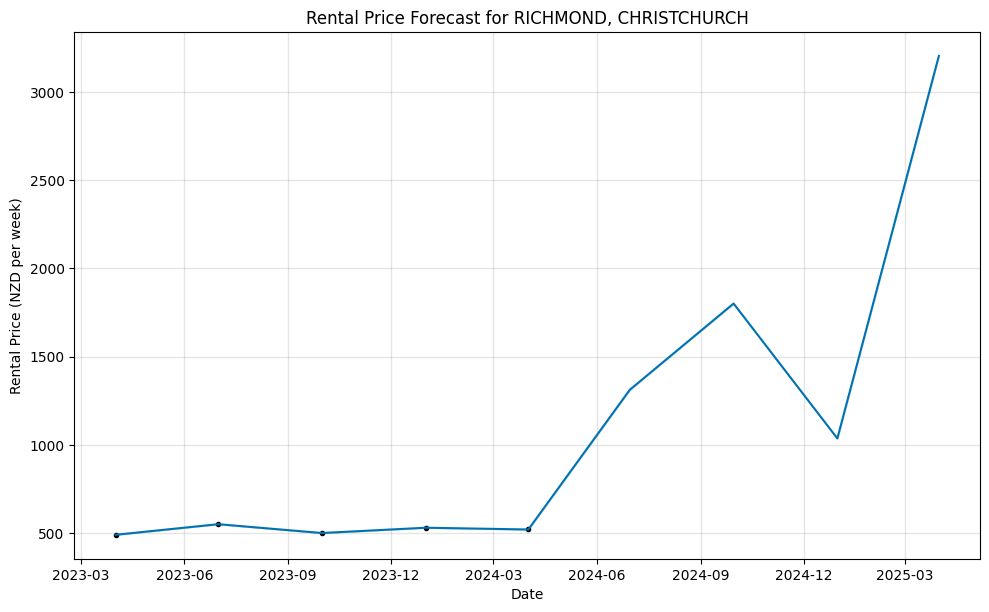 Rental Price Forecast for RICHMOND, CHRISTCHURCH
Rental Price (NZD per week)
3000
2500
2000
1500
1000
500
2023-03 2023-06 2023-09 2023-12 2024-03 2024-06 2024-09 2024-12 2025-03
Date